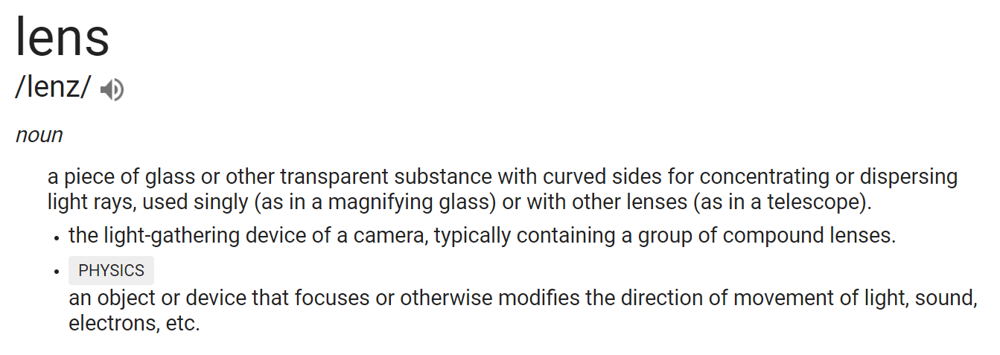 lens
/lenz/
noun
a piece of glass or other transparent substance with curved sides for concentrating or dispersing
light rays, used singly (as in a magnifying glass) or with other lenses (as in a telescope).
• the light-gathering device of a camera, typically containing a group of compound lenses.
• PHYSICS
an object or device that focuses or otherwise modifies the direction of movement of light, sound,
electrons, etc.